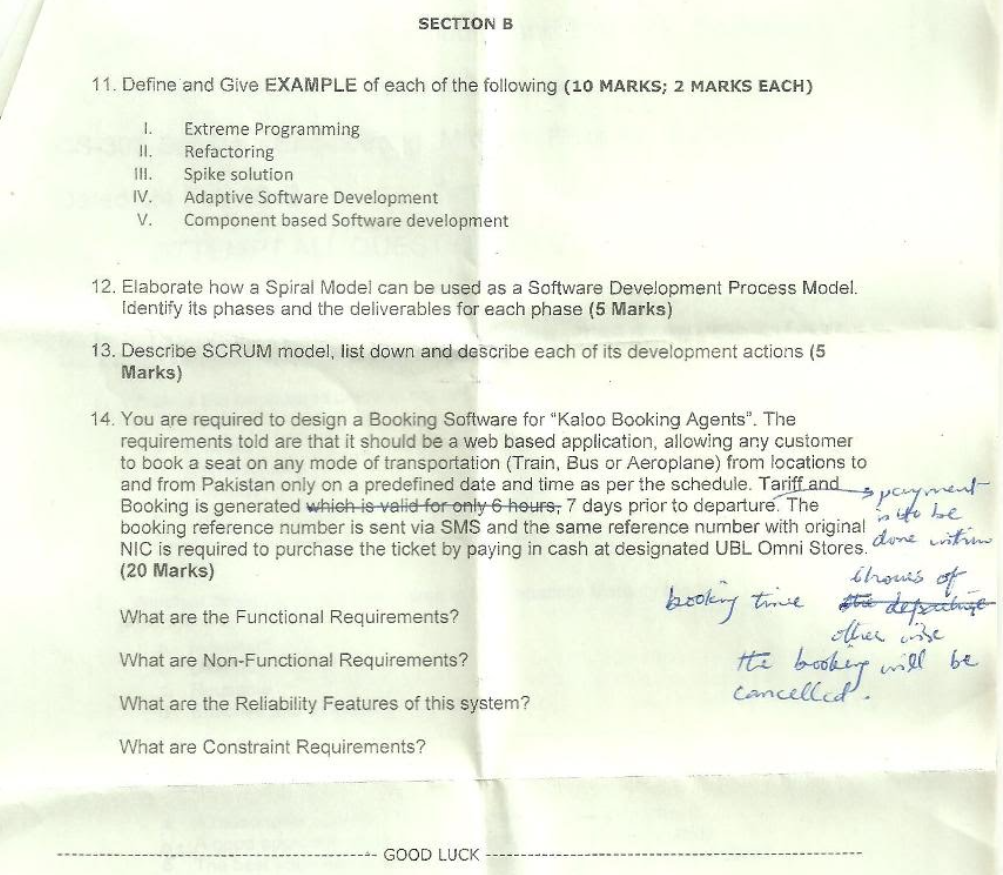 SECTION B
11. Define and Give EXAMPLE of each of the following (10 MARKS; 2 MARKS EACH)
I. Extreme Programming
II. Refactoring
III. Spike solution
IV. Adaptive Software Development
V. Component based Software development
12. Elaborate how a Spiral Model can be used as a Software Development Process Model.
Identify its phases and the deliverables for each phase (5 Marks)
13. Describe SCRUM model, list down and describe each of its development actions (5
Marks)
14. You are required to design a Booking Software for “Kaloo Booking Agents”. The
requirements told are that it should be a web based application, allowing any customer
to book a seat on any mode of transportation (Train, Bus or Aeroplane) from locations to
and from Pakistan only on a predefined date and time as per the schedule. Tariff and
Booking is generated which is valid for only 6 hours, 7 days prior to departure. The
booking reference number is sent via SMS and the same reference number with original
NIC is required to purchase the ticket by paying in cash at designated UBL Omni Stores.
(20 Marks)
payment
is to be
done within
hours of
booking time the departure
other wise
the booking will be
cancelled.
What are the Functional Requirements?
What are Non-Functional Requirements?
What are the Reliability Features of this system?
What are Constraint Requirements?
GOOD LUCK